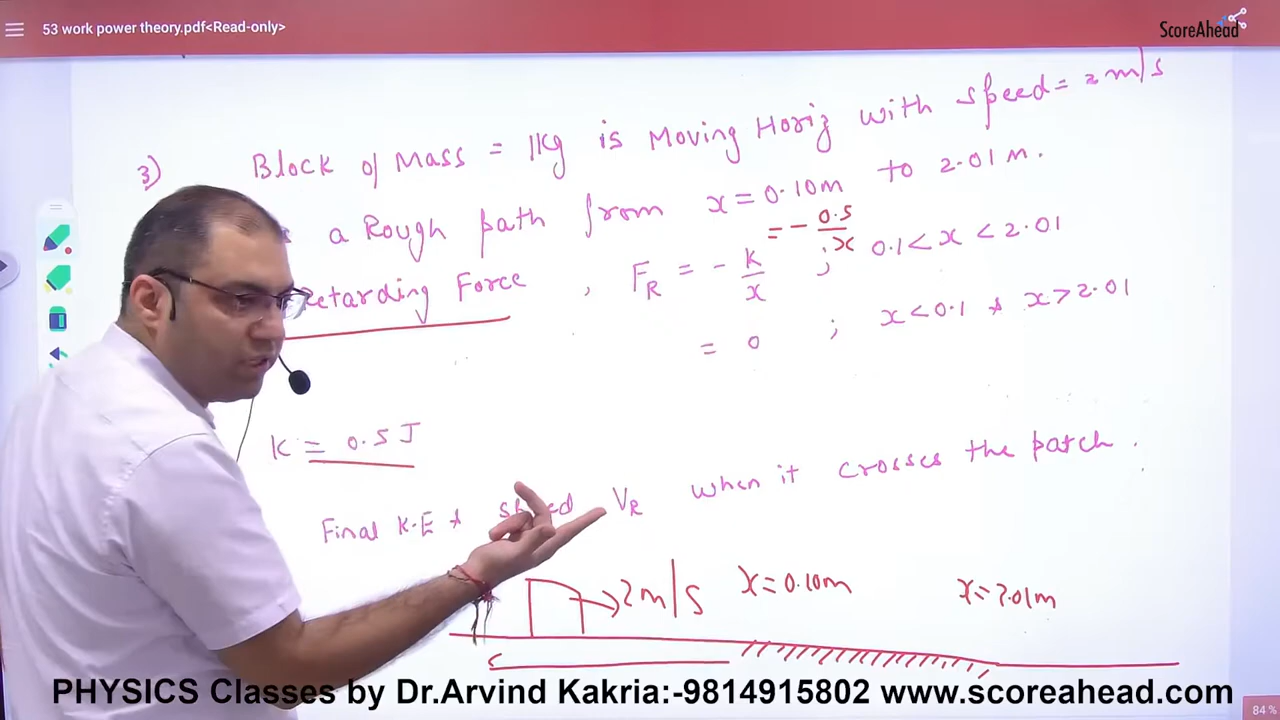 53 work power theory.pdf<Read-only>
ScoreAhead
3) Block of Mass = 1Kg is Moving Horiz with speed = 2 m/s
a Rough path from x = 0.10m to 2.01 m.
= - 0.5/x
retarding Force , F_R = - k/x ; 0.1 < x < 2.01
= 0 ; x < 0.1 & x > 2.01
K = 0.5 J
Final K.E & speed V_R when it crosses the patch.
2m/s x = 0.10m x = 2.01m
PHYSICS Classes by Dr.Arvind Kakria:-9814915802 www.scoreahead.com
84 %